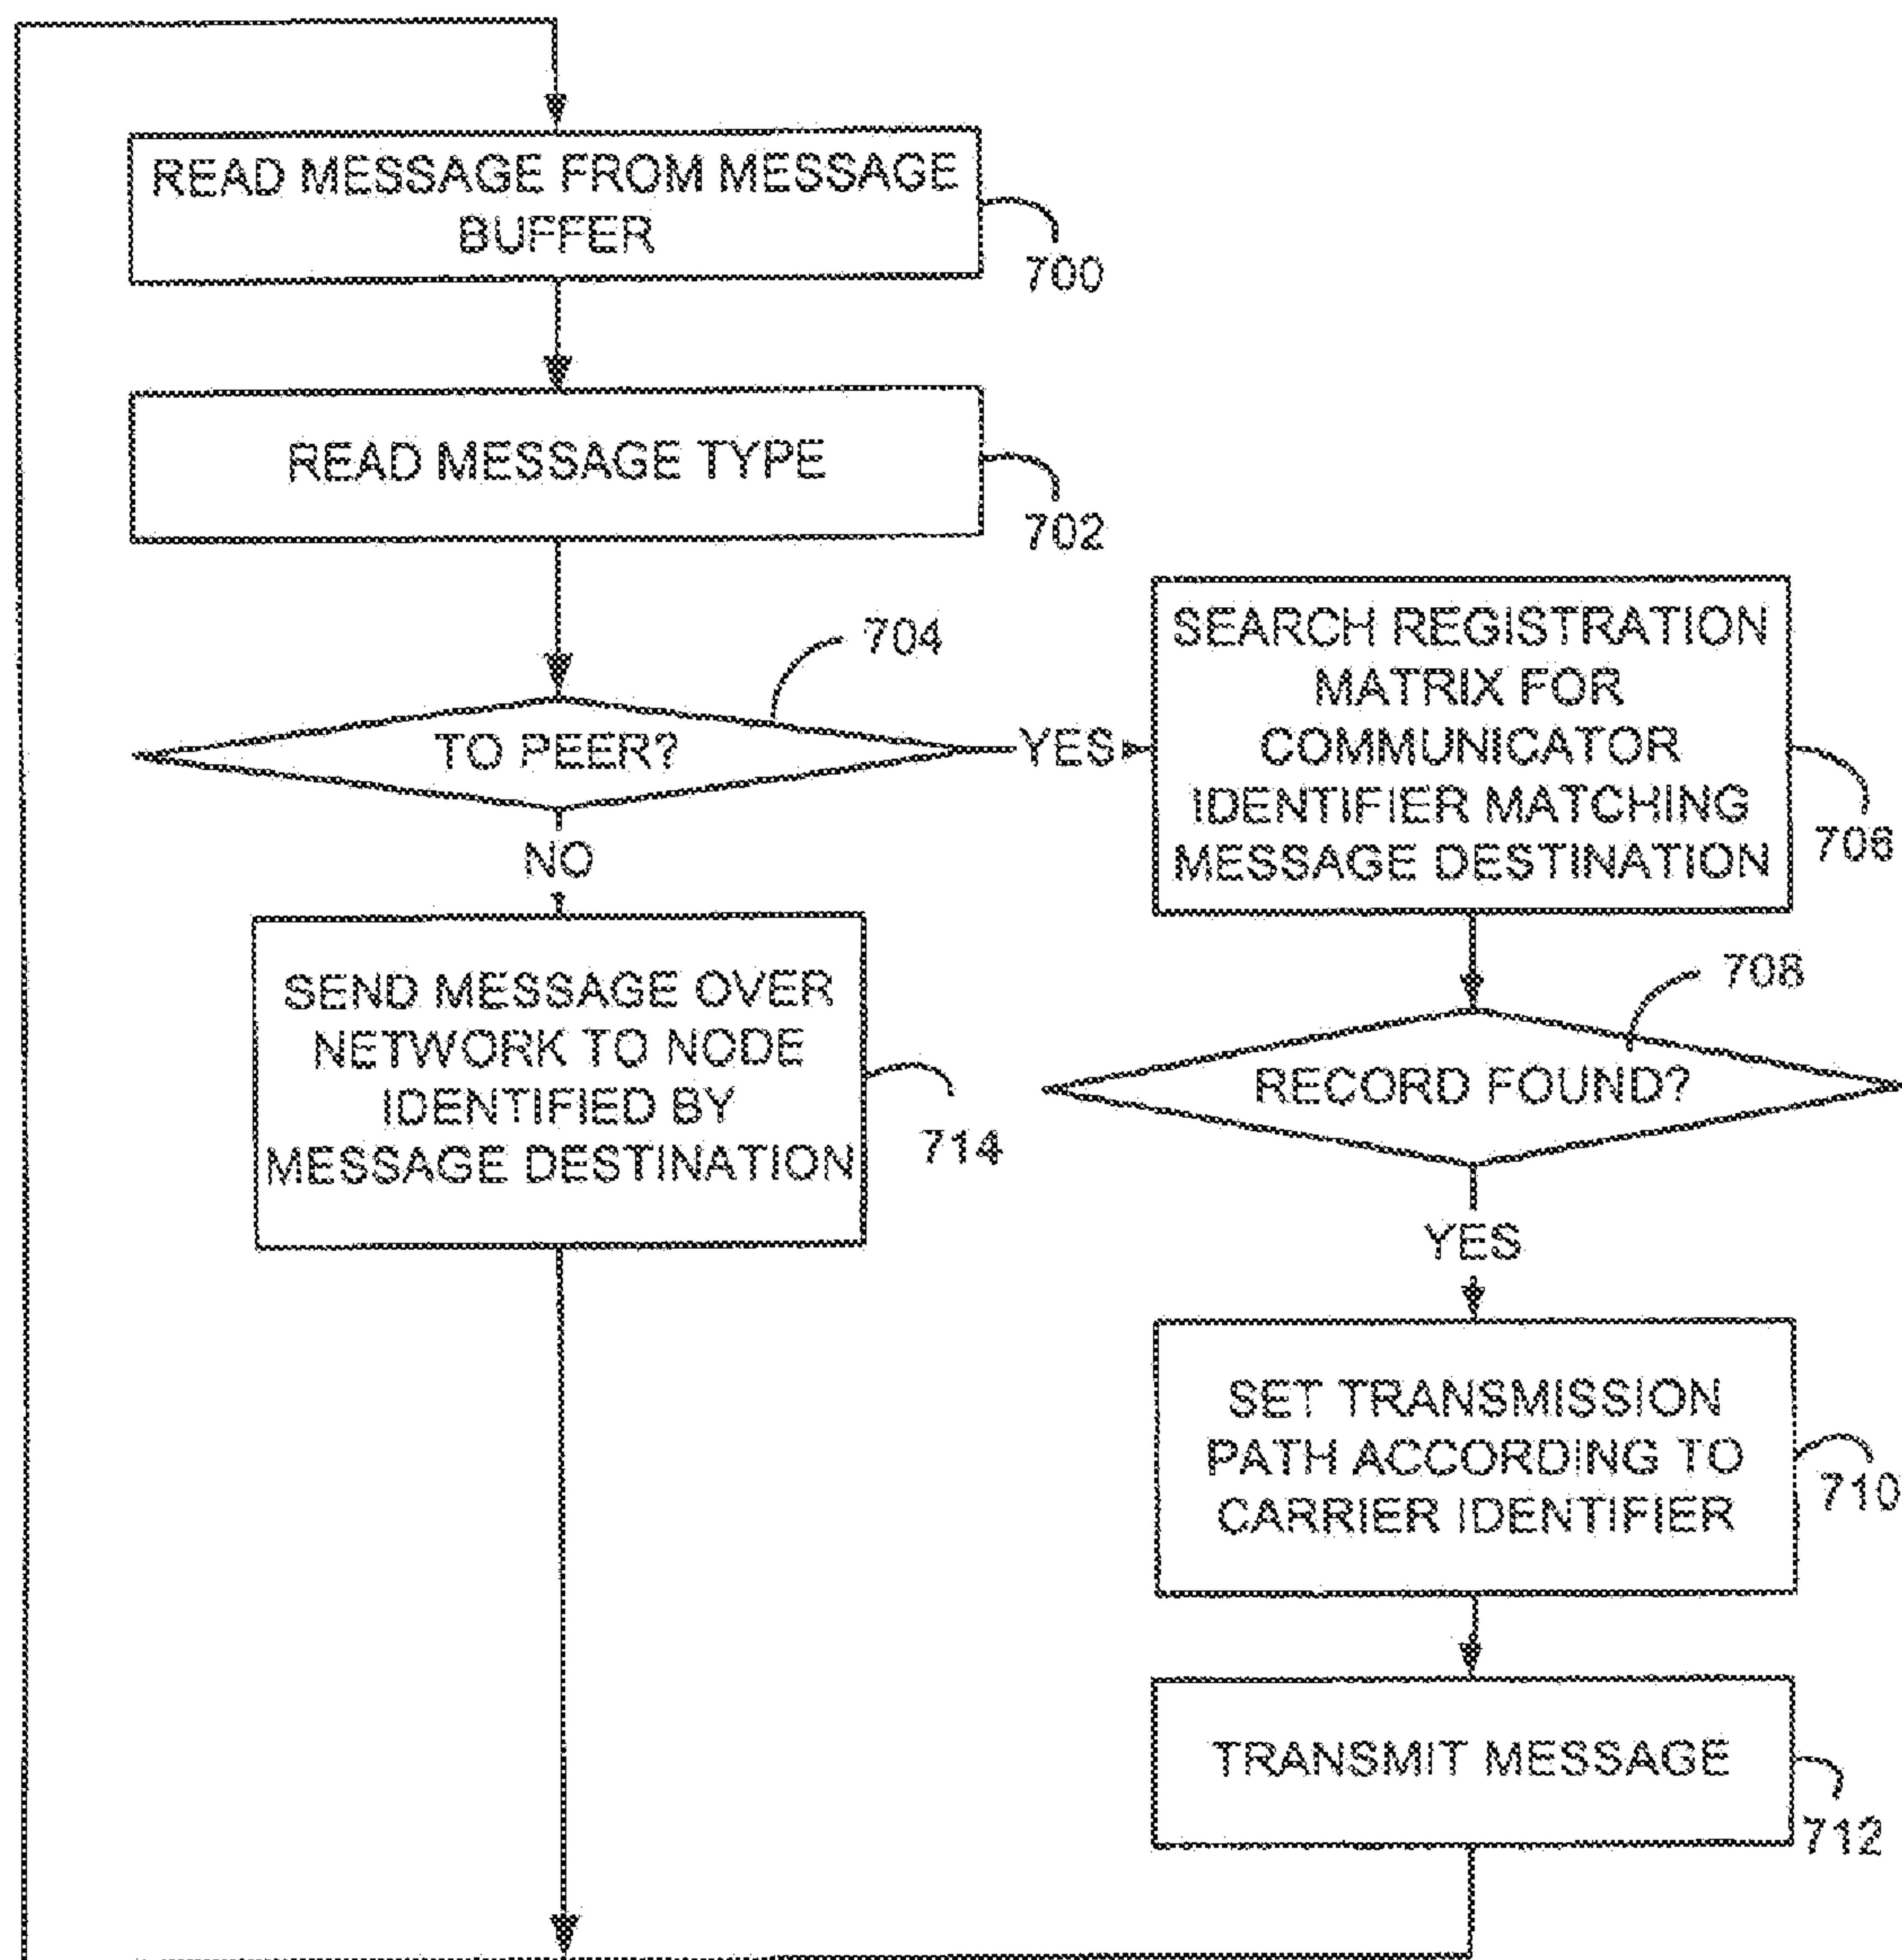 READ MESSAGE FROM MESSAGE
BUFFER
700
READ MESSAGE TYPE
702
704
TO PEER?
YES
SEARCH REGISTRATION
MATRIX FOR
COMMUNICATOR
IDENTIFIER MATCHING
MESSAGE DESTINATION
706
NO
SEND MESSAGE OVER
NETWORK TO NODE
IDENTIFIED BY
MESSAGE DESTINATION
714
708
RECORD FOUND?
YES
SET TRANSMISSION
PATH ACCORDING TO
CARRIER IDENTIFIER
710
TRANSMIT MESSAGE
712